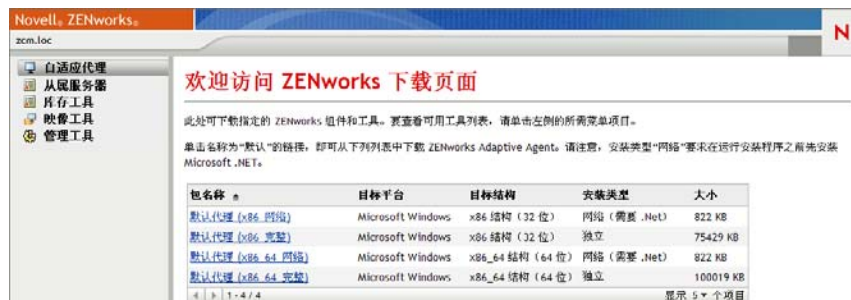 Novell® ZENworks®
N
zcm.loc
自适应代理
从属服务器
库存工具
映像工具
管理工具
欢迎访问 ZENworks 下载页面
此处可下载指定的 ZENworks 组件和工具。要查看可用工具列表，请单击左侧的所需菜单项目。
单击名称为“默认”的链接，即可从下列列表中下载 ZENworks Adaptive Agent。请注意，安装类型“网络”要求在运行安装程序之前先安装
Microsoft .NET。
包名称 目标平台 目标结构 安装类型 大小
默认代理 (x86 网络) Microsoft Windows x86 结构（32 位） 网络（需要 .Net） 822 KB
默认代理 (x86 完整) Microsoft Windows x86 结构（32 位） 独立 75429 KB
默认代理 (x86_64 网络) Microsoft Windows x86_64 结构（64 位） 网络（需要 .Net） 822 KB
默认代理 (x86_64 完整) Microsoft Windows x86_64 结构（64 位） 独立 100019 KB
1 - 4 / 4 显示 5 个项目